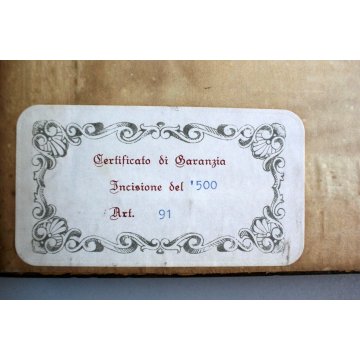 Certificato di Garanzia
Incisione del '500
Art. 91